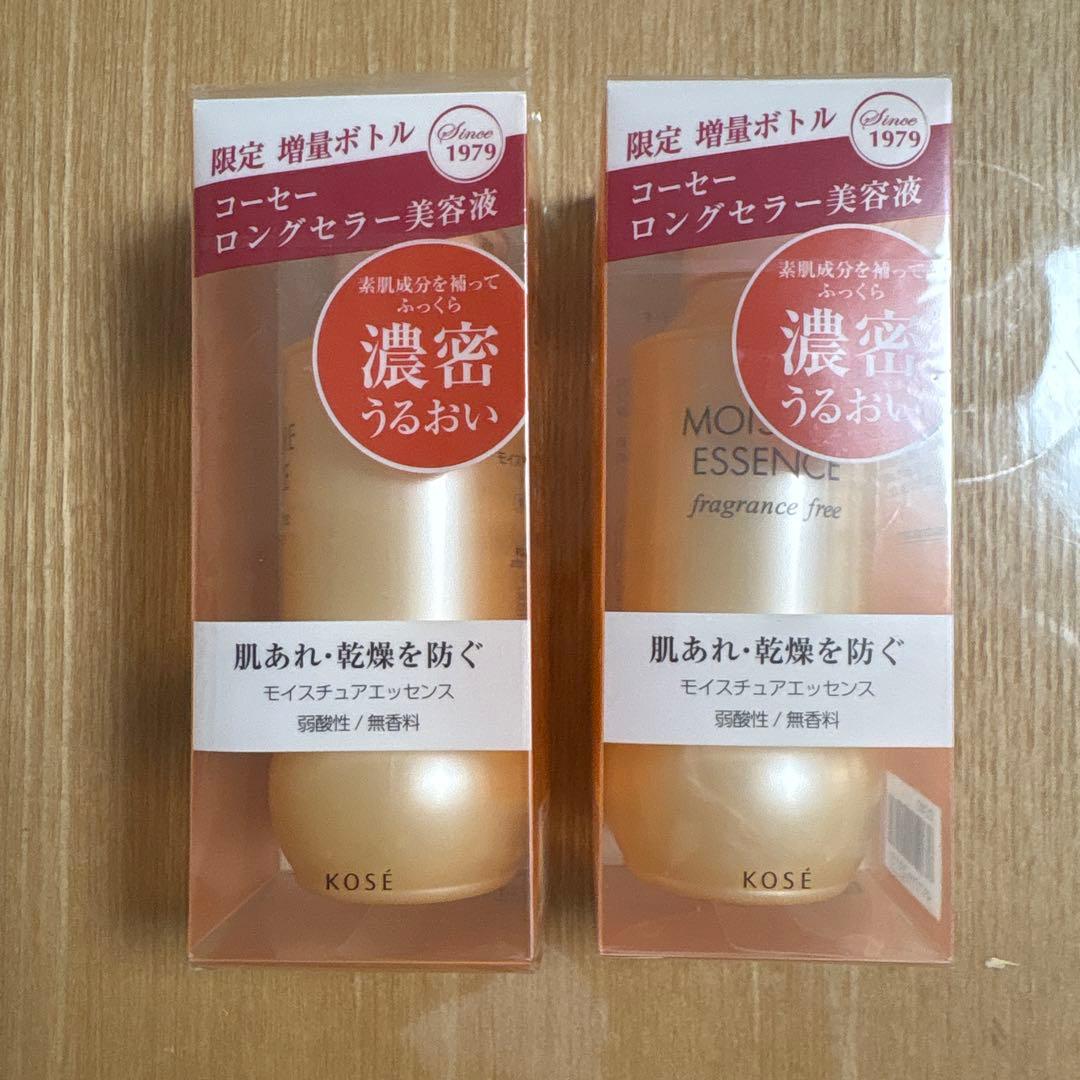 限定 増量ボトル
Since
1979
コーセー
ロングセラー美容液
素肌成分を補って
ふっくら
濃密
うるおい
肌あれ・乾燥を防ぐ
モイスチュアエッセンス
弱酸性 / 無香料
KOSÉ
限定 増量ボトル
Since
1979
コーセー
ロングセラー美容液
素肌成分を補って
ふっくら
濃密
うるおい
ESSENCE
fragrance free
肌あれ・乾燥を防ぐ
モイスチュアエッセンス
弱酸性 / 無香料
KOSÉ